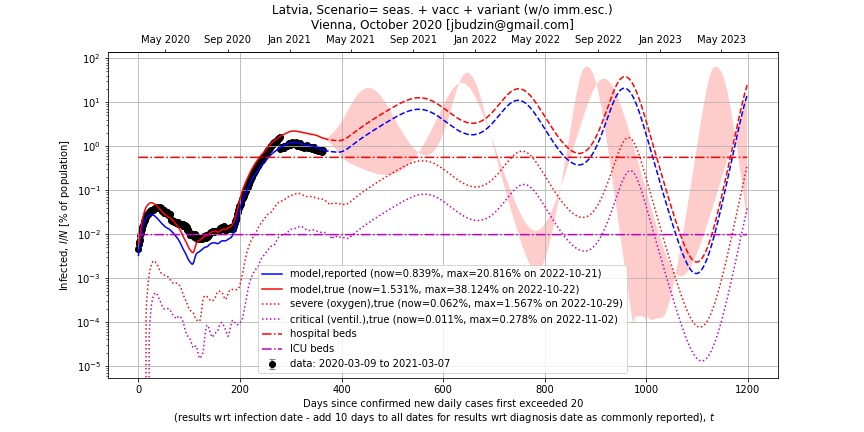 Latvia, Scenario= seas. + vacc + variant (w/o imm.esc.)
Vienna, October 2020 [jbudzin@gmail.com]
May 2020 Sep 2020 Jan 2021 May 2021 Sep 2021 Jan 2022 May 2022 Sep 2022 Jan 2023 May 2023
Infected, I/N [% of population]
10²
10¹
10⁰
10⁻¹
10⁻²
10⁻³
10⁻⁴
10⁻⁵
model,reported (now=0.839%, max=20.816% on 2022-10-21)
model,true (now=1.531%, max=38.124% on 2022-10-22)
severe (oxygen),true (now=0.062%, max=1.567% on 2022-10-29)
critical (ventil.),true (now=0.011%, max=0.278% on 2022-11-02)
hospital beds
ICU beds
data: 2020-03-09 to 2021-03-07
0 200 400 600 800 1000 1200
Days since confirmed new daily cases first exceeded 20
(results wrt infection date - add 10 days to all dates for results wrt diagnosis date as commonly reported), t